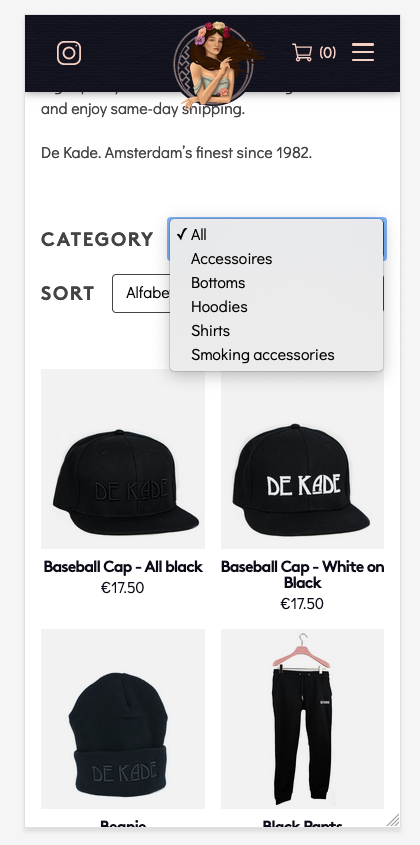 (0)
and enjoy same-day shipping.
De Kade. Amsterdam's finest since 1982.
CATEGORY
✓ All
Accessoires
Bottoms
Hoodies
Shirts
Smoking accessories
SORT
Alfabe
DE KADE
DE KADE
Baseball Cap - All black
€17.50
Baseball Cap - White on
Black
€17.50
DE KADE
Beanie
Black Pants